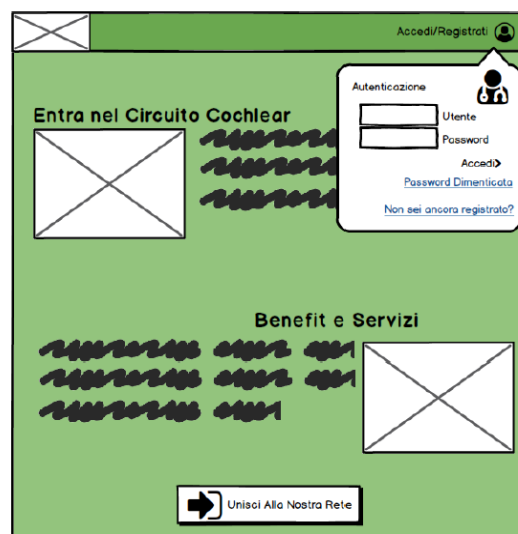 Accedi/Registrati
Autenticazione
Utente
Password
Accedi>
Password Dimenticata
Non sei ancora registrato?
Entra nel Circuito Cochlear
Benefit e Servizi
Unisci Alla Nostra Rete